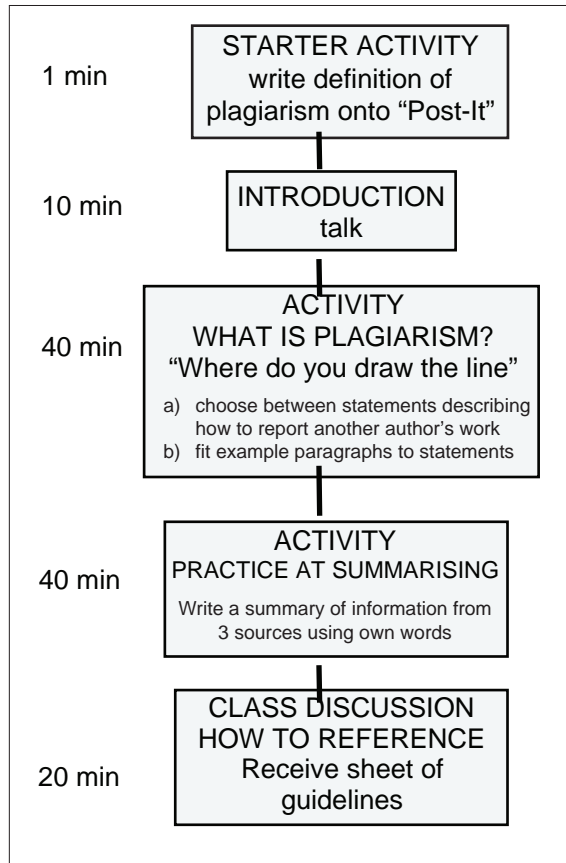 1 min
STARTER ACTIVITY
write definition of
plagiarism onto “Post-It”
10 min
INTRODUCTION
talk
40 min
ACTIVITY
WHAT IS PLAGIARISM?
“Where do you draw the line”
a) choose between statements describing
how to report another author’s work
b) fit example paragraphs to statements
40 min
ACTIVITY
PRACTICE AT SUMMARISING
Write a summary of information from
3 sources using own words
20 min
CLASS DISCUSSION
HOW TO REFERENCE
Receive sheet of
guidelines